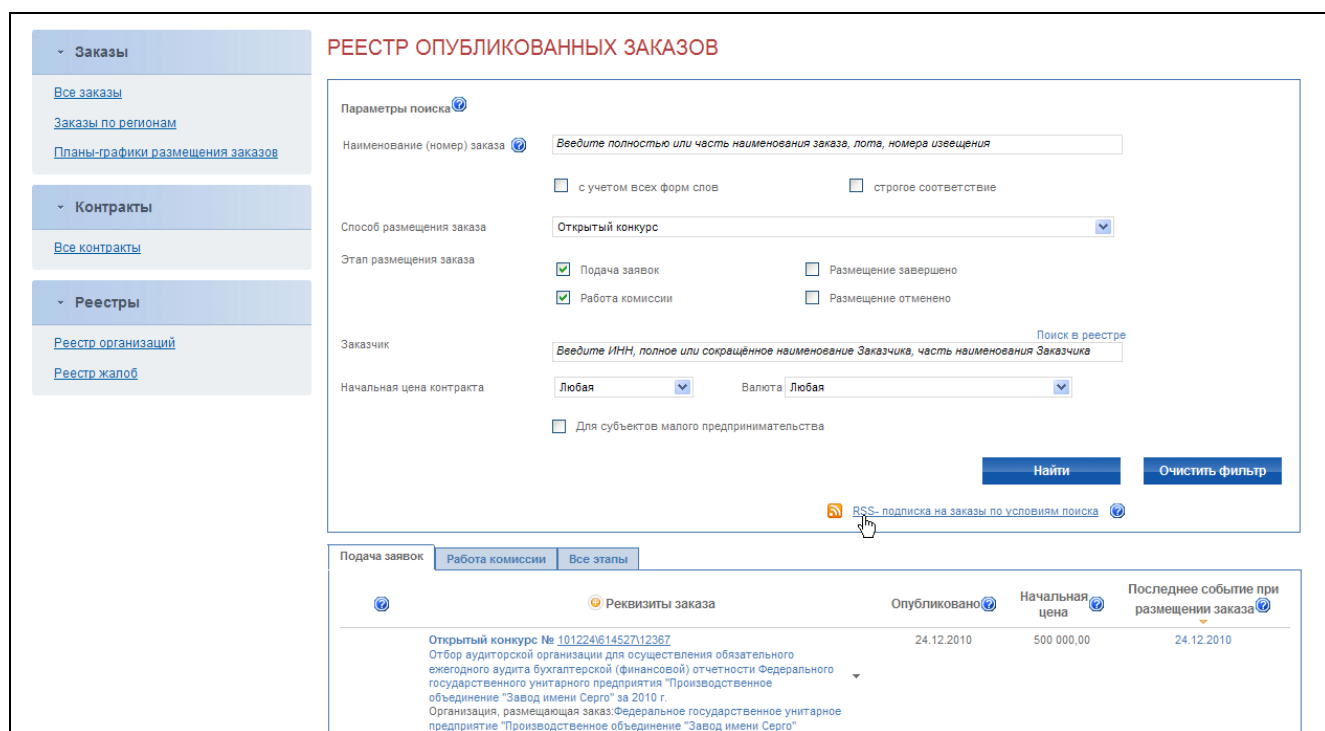 Заказы
Все заказы
Заказы по регионам
Планы-графики размещения заказов
Контракты
Все контракты
Реестры
Реестр организаций
Реестр жалоб
РЕЕСТР ОПУБЛИКОВАННЫХ ЗАКАЗОВ
Параметры поиска
Наименование (номер) заказа Введите полностью или часть наименования заказа, лота, номера извещения
с учетом всех форм слов строгое соответствие
Способ размещения заказа Открытый конкурс
Этап размещения заказа
Подача заявок Размещение завершено
Работа комиссии Размещение отменено
Поиск в реестре
Заказчик Введите ИНН, полное или сокращённое наименование Заказчика, часть наименования Заказчика
Начальная цена контракта Любая Валюта Любая
Для субъектов малого предпринимательства
Найти Очистить фильтр
RSS- подписка на заказы по условиям поиска
Подача заявок Работа комиссии Все этапы
Реквизиты заказа Опубликовано Начальная цена Последнее событие при размещении заказа
Открытый конкурс № 101224\614527\12367 24.12.2010 500 000,00 24.12.2010
Отбор аудиторской организации для осуществления обязательного
ежегодного аудита бухгалтерской (финансовой) отчетности Федерального
государственного унитарного предприятия "Производственное
объединение "Завод имени Серго" за 2010 г.
Организация, размещающая заказ:Федеральное государственное унитарное
предприятие "Производственное объединение "Завод имени Серго"